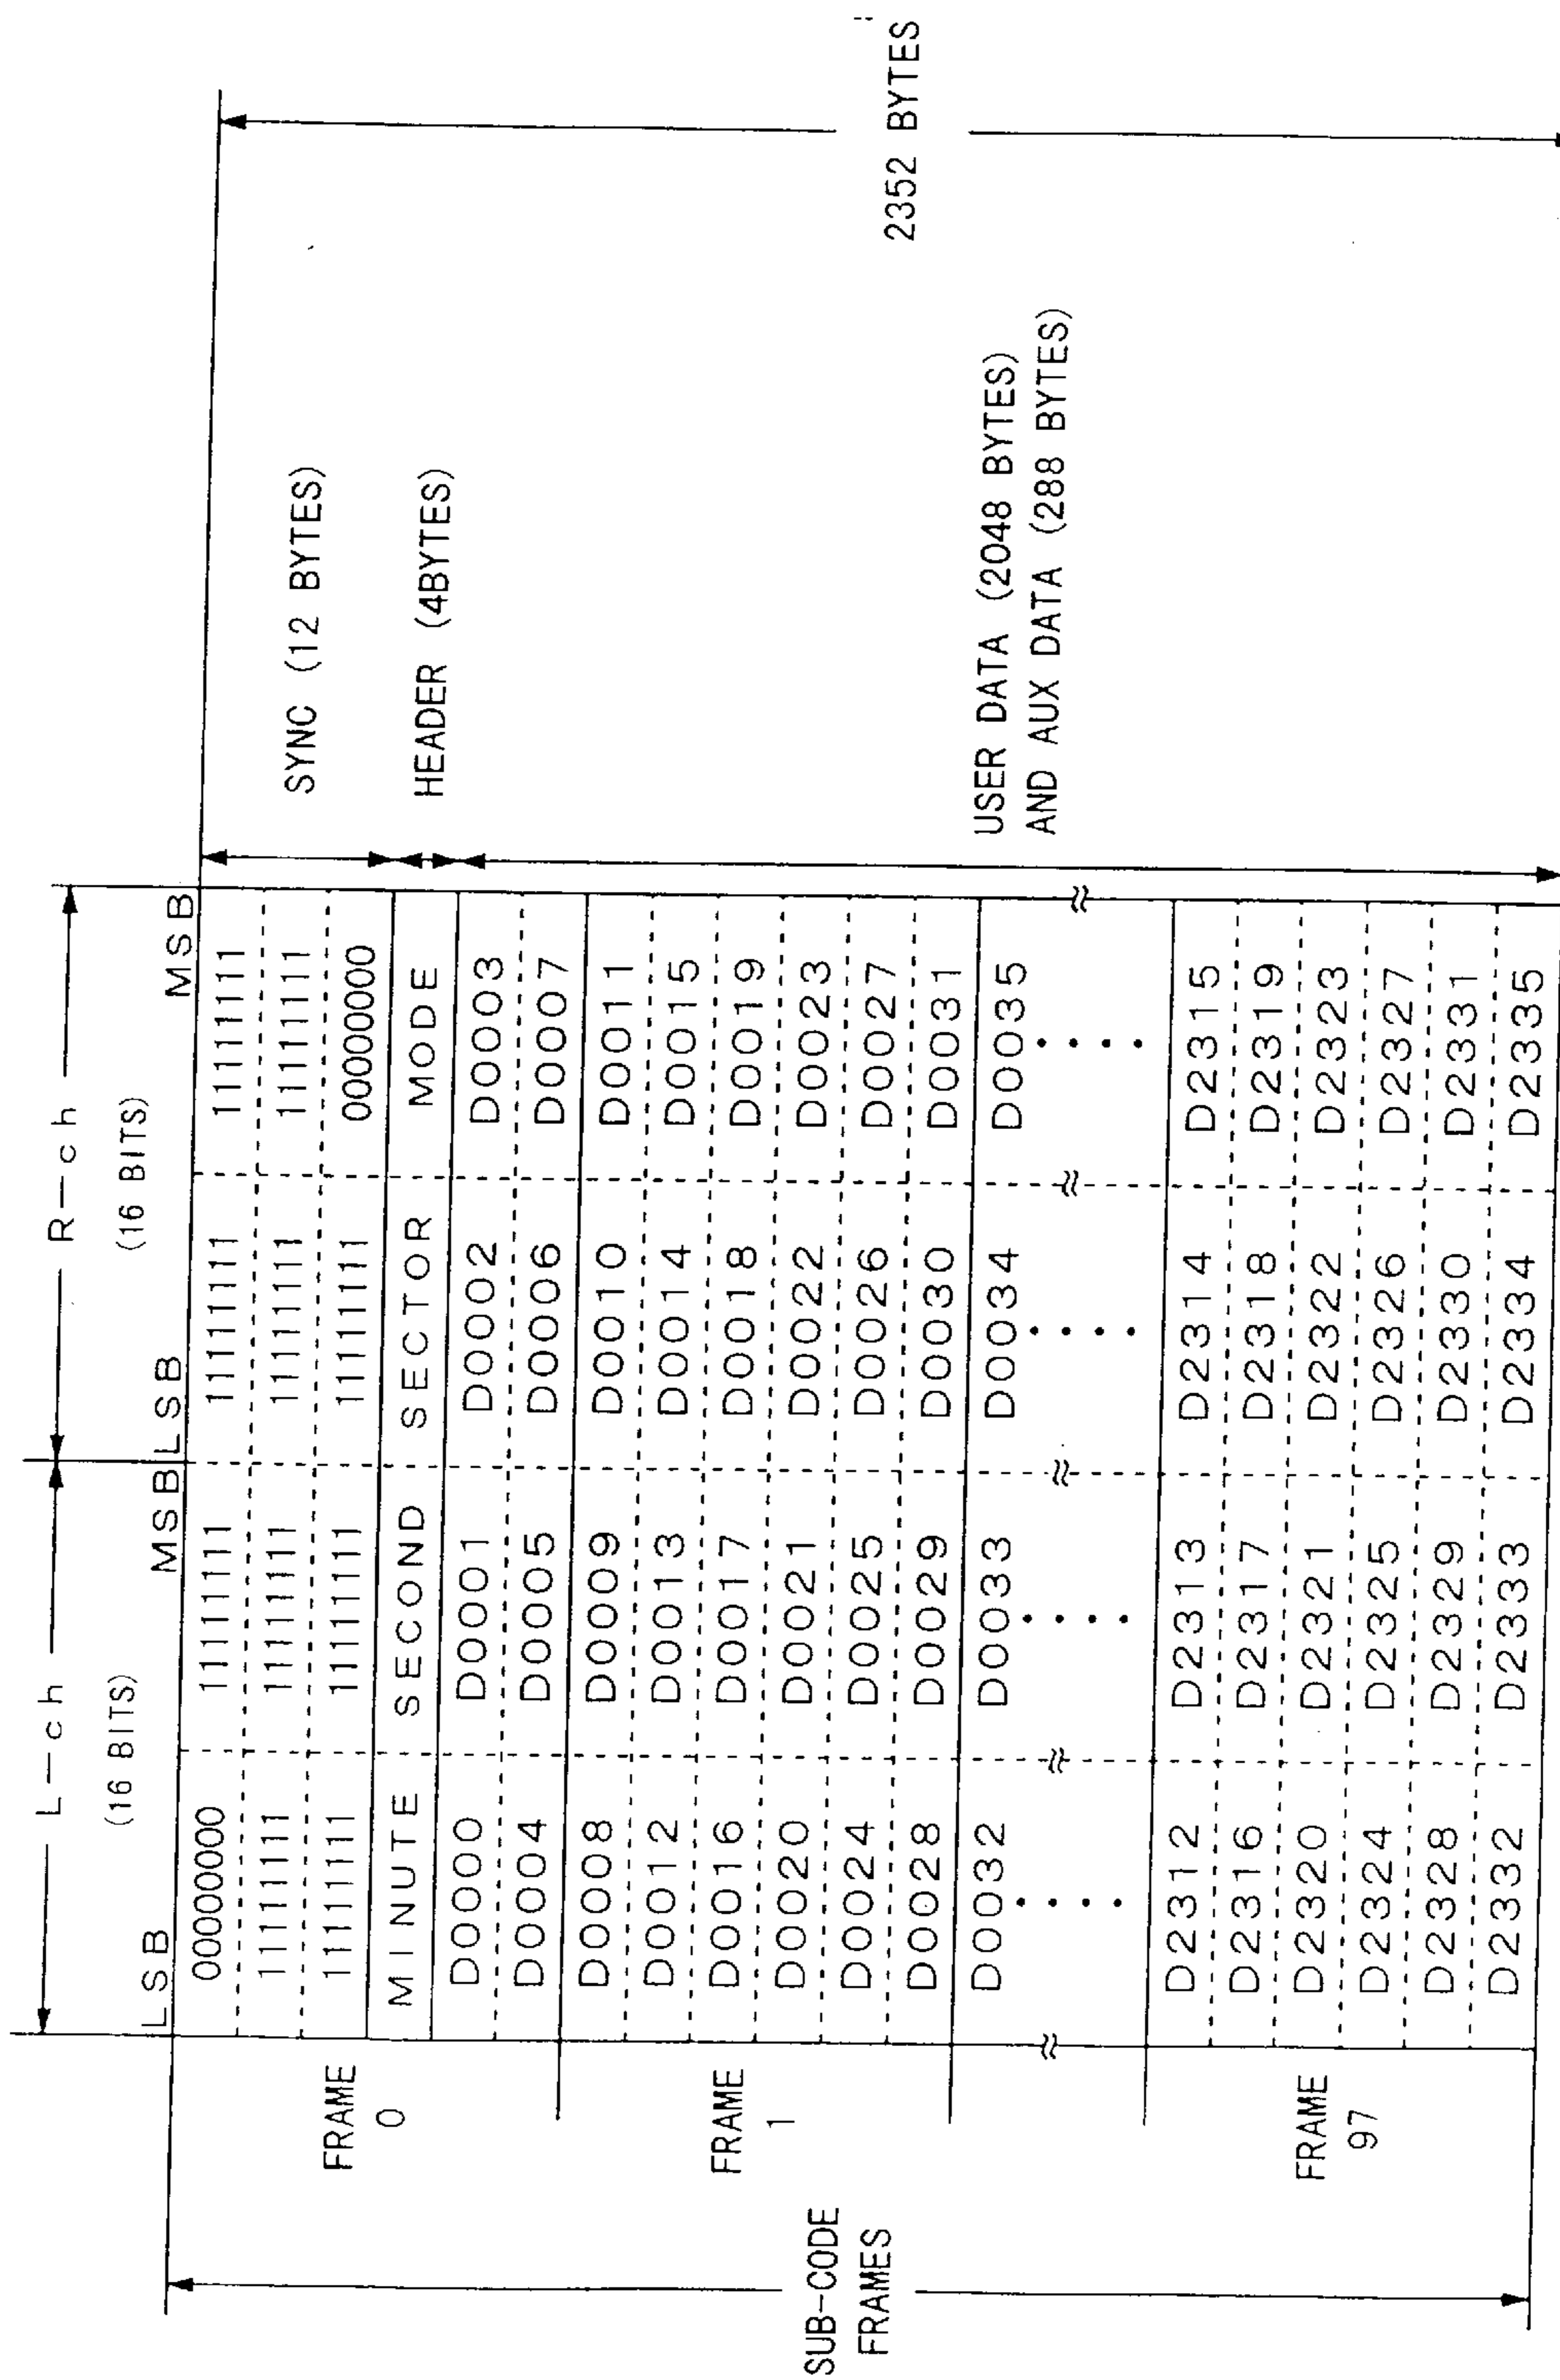 L-ch R-ch
(16 BITS) (16 BITS)
LSB MSB LSB MSB
00000000 11111111 11111111 11111111
11111111 11111111 11111111 11111111
11111111 11111111 11111111 00000000
MINUTE SECOND SECTOR MODE
D0000 D0001 D0002 D0003
D0004 D0005 D0006 D0007
D0008 D0009 D0010 D0011
D0012 D0013 D0014 D0015
D0016 D0017 D0018 D0019
D0020 D0021 D0022 D0023
D0024 D0025 D0026 D0027
D0028 D0029 D0030 D0031
D0032 D0033 D0034 D0035
D2312 D2313 D2314 D2315
D2316 D2317 D2318 D2319
D2320 D2321 D2322 D2323
D2324 D2325 D2326 D2327
D2328 D2329 D2330 D2331
D2332 D2333 D2334 D2335
FRAME
0
FRAME
1
FRAME
97
SUB-CODE
FRAMES
SYNC (12 BYTES)
HEADER (4BYTES)
USER DATA (2048 BYTES)
AND AUX DATA (288 BYTES)
2352 BYTES